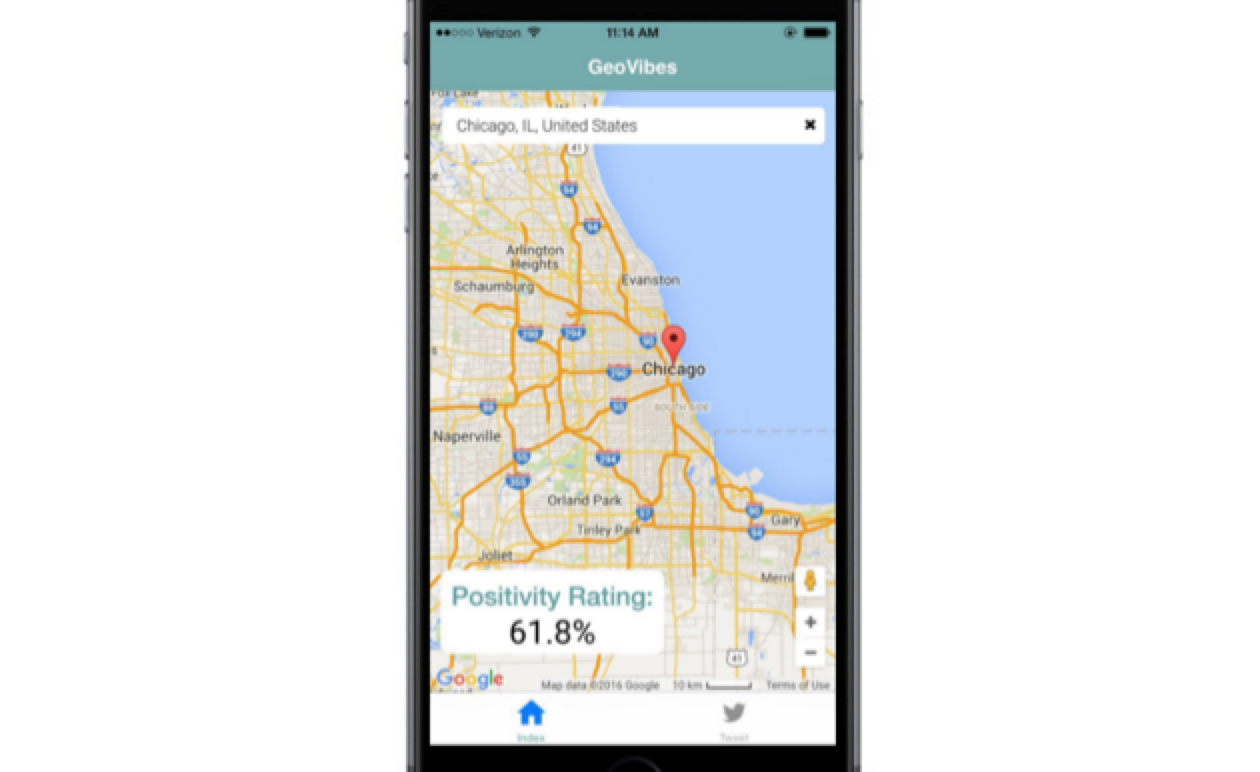 Verizon 11:14 AM
GeoVibes
Fox Lake
Chicago, IL, United States
41
94
94
Arlington
Heights
Evanston
Schaumburg
290
294
90
290
Chicago
55
SOUTH SIDE
88
Naperville
55
294
355
Orland Park
57
90
Gary
Tinley Park
94
Joliet
Merril
Positivity Rating:
61.8%
+
41
−
Google Map data ©2016 Google 10 km Terms of Use
Index Tweet